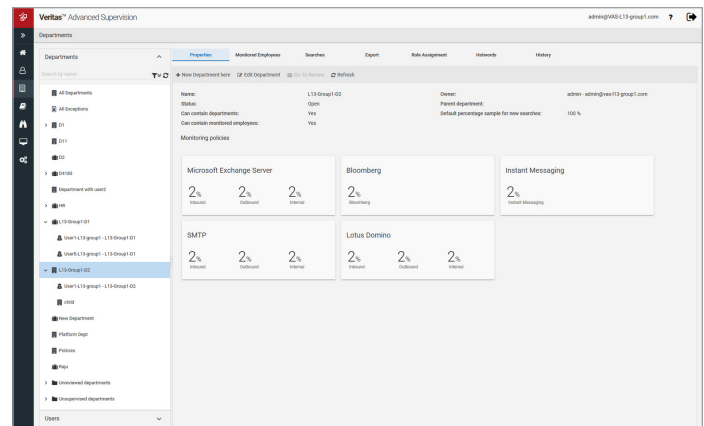 Veritas™ Advanced Supervision
admin@VAS-L13-group1.com
?
Departments
Departments
Search by name
All Departments
All Exceptions
D1
D11
D2
D4183
Department with user2
HR
L13-Group1-D1
User1-L13-group1 - L13-Group1-D1
User5-L13-group1 - L13-Group1-D1
L13-Group1-D2
User1-L13-group1 - L13-Group1-D2
child
New Department
Platform Dept
Policies
Raju
Unreviewed departments
Unsupervised departments
Users
Properties Monitored Employees Searches Export Role Assignment Hotwords History
New Department here Edit Department Go To Review Refresh
Name: L13-Group1-D2 Owner: admin - admin@vas-l13-group1.com
Status: Open Parent department:
Can contain departments: Yes Default percentage sample for new searches: 100 %
Can contain monitored employees: Yes
Monitoring policies
Microsoft Exchange Server
2% 2% 2%
Inbound Outbound Internal
Bloomberg
2%
Bloomberg
Instant Messaging
2%
Instant Messaging
SMTP
2% 2% 2%
Inbound Outbound Internal
Lotus Domino
2% 2% 2%
Inbound Outbound Internal